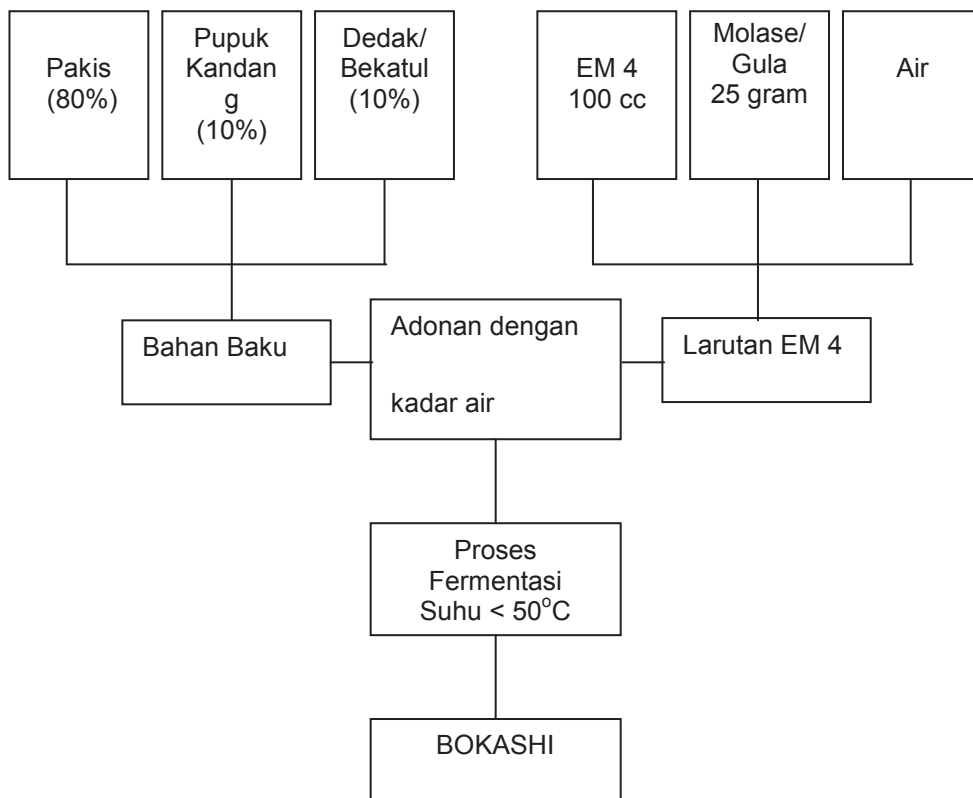 Pakis
(80%)
Pupuk
Kandan
g
(10%)
Dedak/
Bekatul
(10%)
EM 4
100 cc
Molase/
Gula
25 gram
Air
Bahan Baku
Adonan dengan
kadar air
Larutan EM 4
Proses
Fermentasi
Suhu < 50°C
BOKASHI